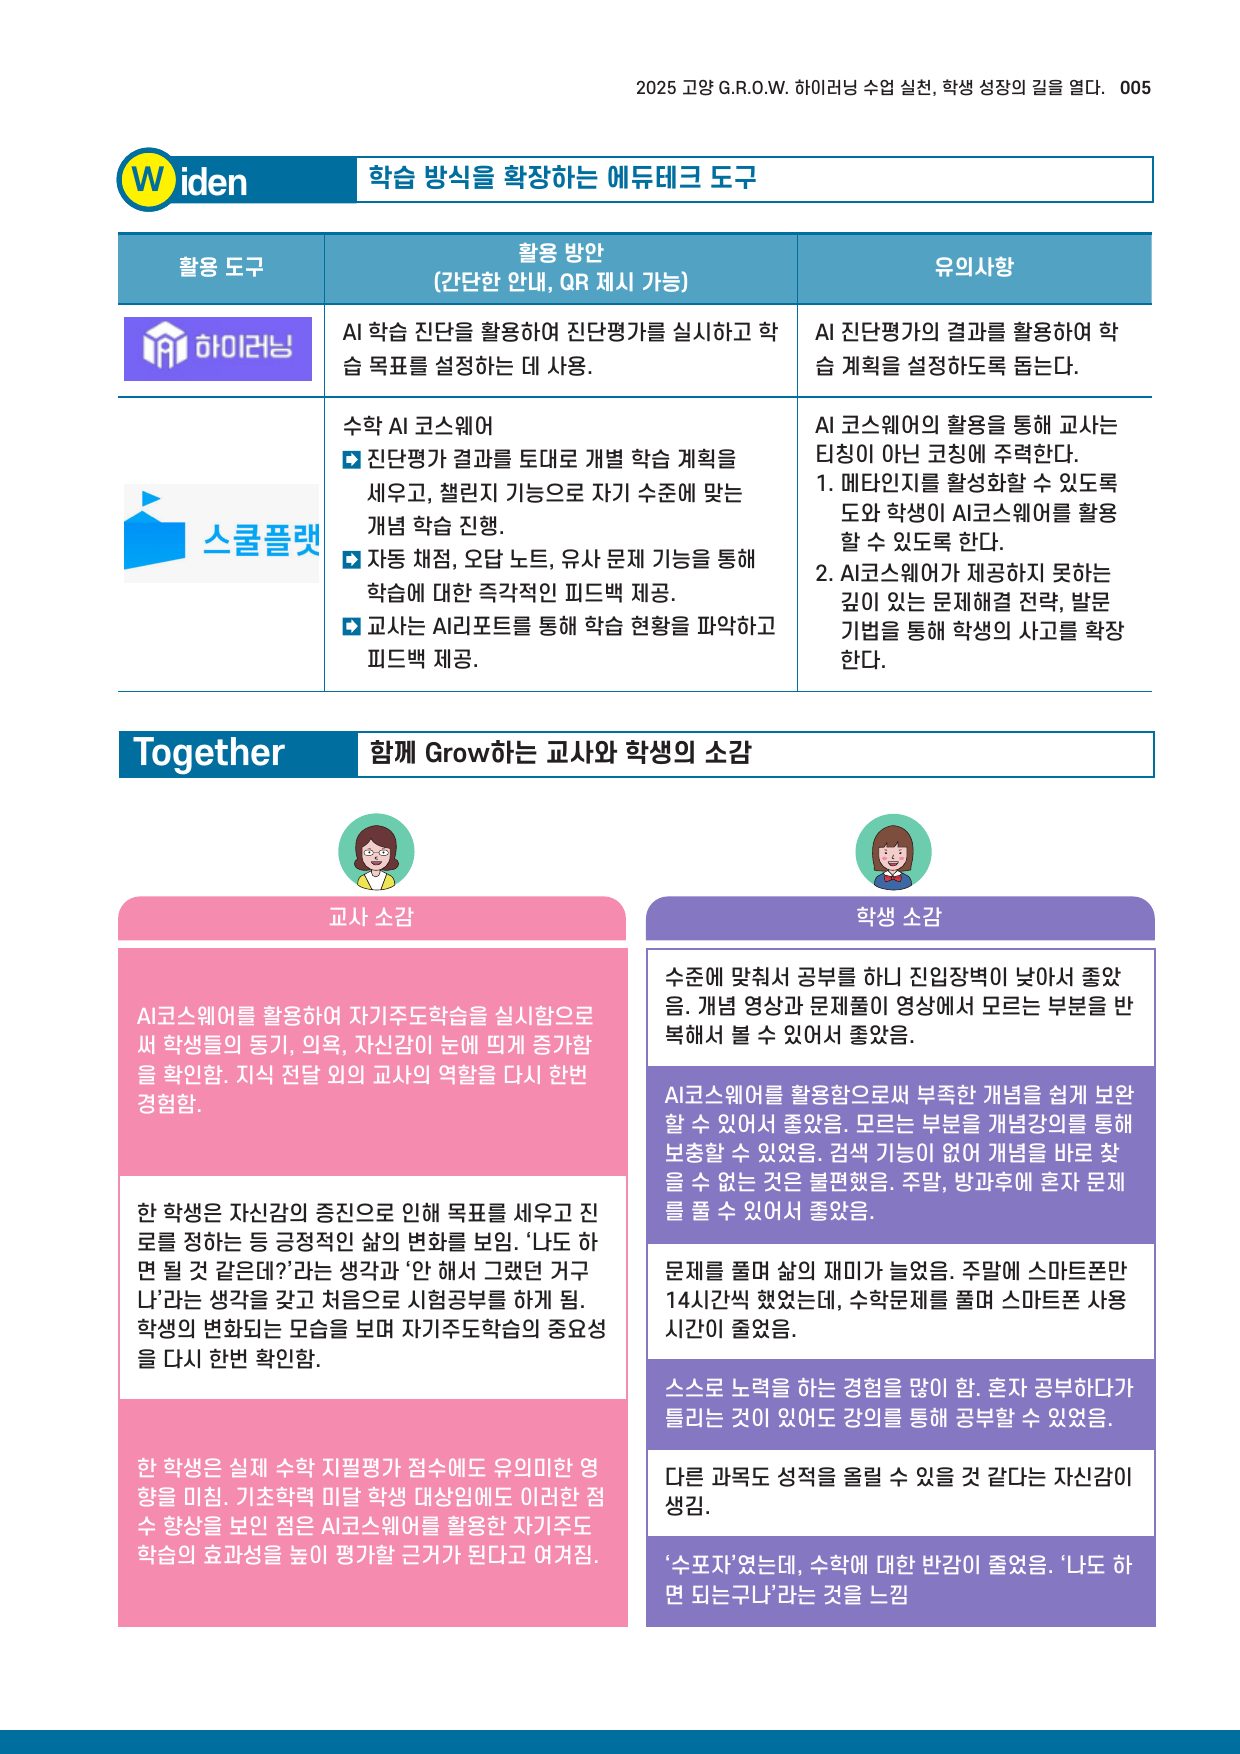 2025 고양 G.R.O.W. 하이러닝 수업 실천, 학생 성장의 길을 열다. 005
Widen
학습 방식을 확장하는 에듀테크 도구
활용 도구
활용 방안
(간단한 안내, QR 제시 가능)
유의사항
하이러닝
AI 학습 진단을 활용하여 진단평가를 실시하고 학
습 목표를 설정하는 데 사용.
AI 진단평가의 결과를 활용하여 학
습 계획을 설정하도록 돕는다.
스쿨플랫
수학 AI 코스웨어
진단평가 결과를 토대로 개별 학습 계획을
세우고, 챌린지 기능으로 자기 수준에 맞는
개념 학습 진행.
자동 채점, 오답 노트, 유사 문제 기능을 통해
학습에 대한 즉각적인 피드백 제공.
교사는 AI리포트를 통해 학습 현황을 파악하고
피드백 제공.
AI 코스웨어의 활용을 통해 교사는
티칭이 아닌 코칭에 주력한다.
1. 메타인지를 활성화할 수 있도록
도와 학생이 AI코스웨어를 활용
할 수 있도록 한다.
2. AI코스웨어가 제공하지 못하는
깊이 있는 문제해결 전략, 발문
기법을 통해 학생의 사고를 확장
한다.
Together
함께 Grow하는 교사와 학생의 소감
교사 소감
AI코스웨어를 활용하여 자기주도학습을 실시함으로
써 학생들의 동기, 의욕, 자신감이 눈에 띄게 증가함
을 확인함. 지식 전달 외의 교사의 역할을 다시 한번
경험함.
한 학생은 자신감의 증진으로 인해 목표를 세우고 진
로를 정하는 등 긍정적인 삶의 변화를 보임. ‘나도 하
면 될 것 같은데?’라는 생각과 ‘안 해서 그랬던 거구
나’라는 생각을 갖고 처음으로 시험공부를 하게 됨.
학생의 변화되는 모습을 보며 자기주도학습의 중요성
을 다시 한번 확인함.
한 학생은 실제 수학 지필평가 점수에도 유의미한 영
향을 미침. 기초학력 미달 학생 대상임에도 이러한 점
수 향상을 보인 점은 AI코스웨어를 활용한 자기주도
학습의 효과성을 높이 평가할 근거가 된다고 여겨짐.
학생 소감
수준에 맞춰서 공부를 하니 진입장벽이 낮아서 좋았
음. 개념 영상과 문제풀이 영상에서 모르는 부분을 반
복해서 볼 수 있어서 좋았음.
AI코스웨어를 활용함으로써 부족한 개념을 쉽게 보완
할 수 있어서 좋았음. 모르는 부분을 개념강의를 통해
보충할 수 있었음. 검색 기능이 없어 개념을 바로 찾
을 수 없는 것은 불편했음. 주말, 방과후에 혼자 문제
를 풀 수 있어서 좋았음.
문제를 풀며 삶의 재미가 늘었음. 주말에 스마트폰만
14시간씩 했었는데, 수학문제를 풀며 스마트폰 사용
시간이 줄었음.
스스로 노력을 하는 경험을 많이 함. 혼자 공부하다가
틀리는 것이 있어도 강의를 통해 공부할 수 있었음.
다른 과목도 성적을 올릴 수 있을 것 같다는 자신감이
생김.
‘수포자’였는데, 수학에 대한 반감이 줄었음. ‘나도 하
면 되는구나’라는 것을 느낌